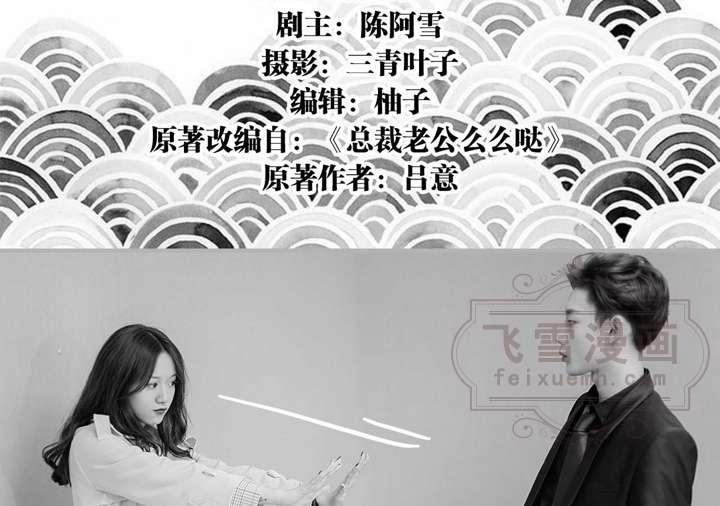 剧主：陈阿雪
摄影：三青叶子
编辑：柚子
原著改编自：《总裁老公么么哒》
原著作者：吕意
飞雪漫画
feixuemh.com